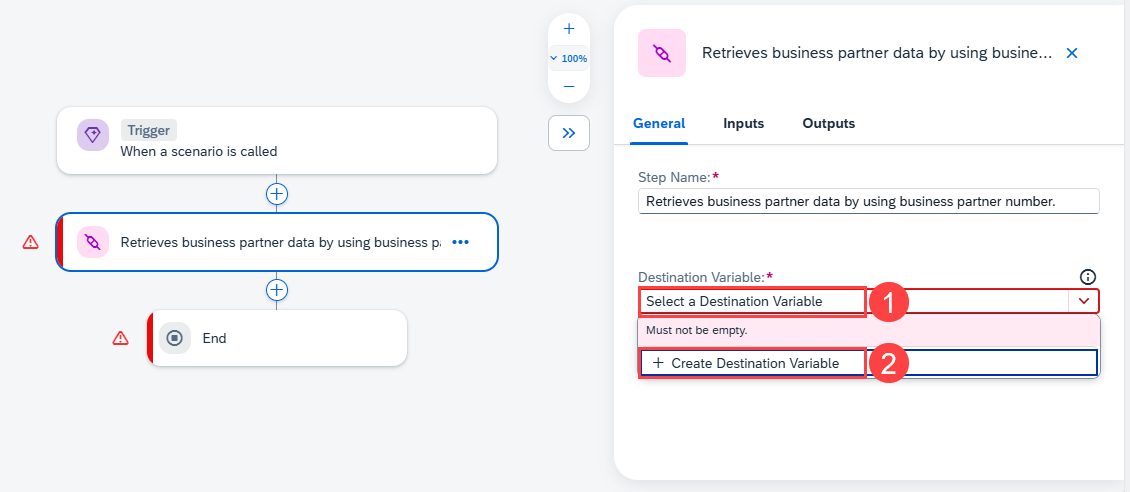 Trigger
When a scenario is called
Retrieves business partner data by using business pa
End
100%
Retrieves business partner data by using busine...
General Inputs Outputs
Step Name:*
Retrieves business partner data by using business partner number.
Destination Variable:*
Select a Destination Variable
1
Must not be empty.
+ Create Destination Variable
2